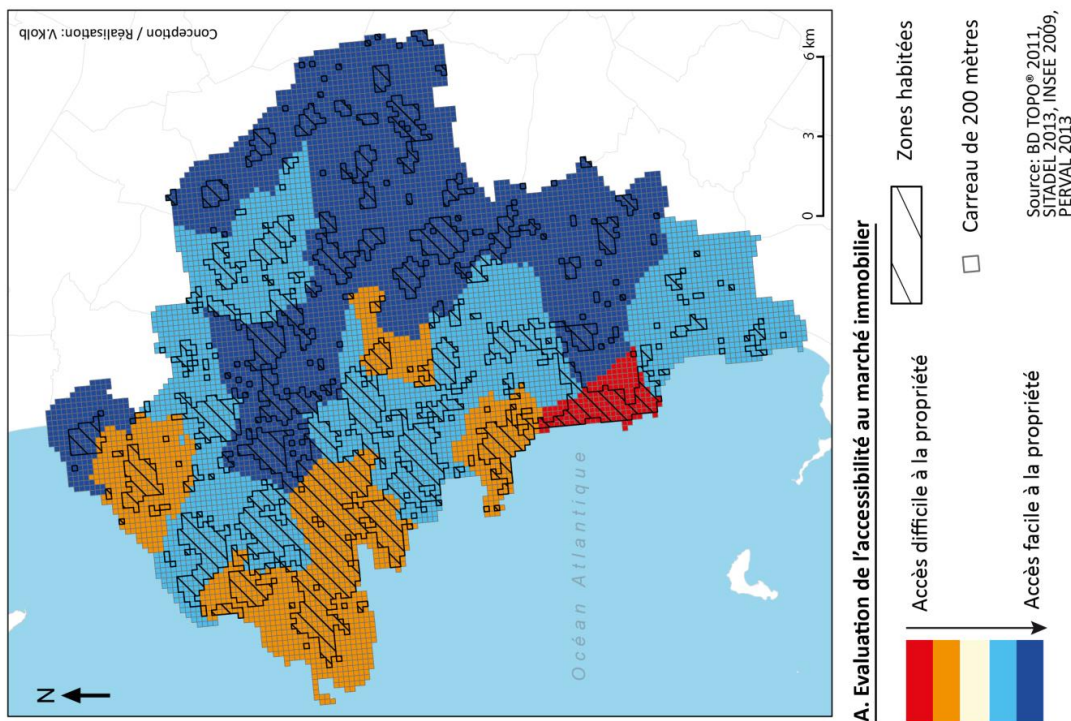 Conception / Réalisation: V.Kolb
N
Océan Atlantique
0 3 6 km
A. Evaluation de l'accessibilité au marché immobilier
Accès difficile à la propriété
Accès facile à la propriété
Zones habitées
Carreau de 200 mètres
Source: BD TOPO® 2011,
SITADEL 2013, INSEE 2009,
PERVAL 2013